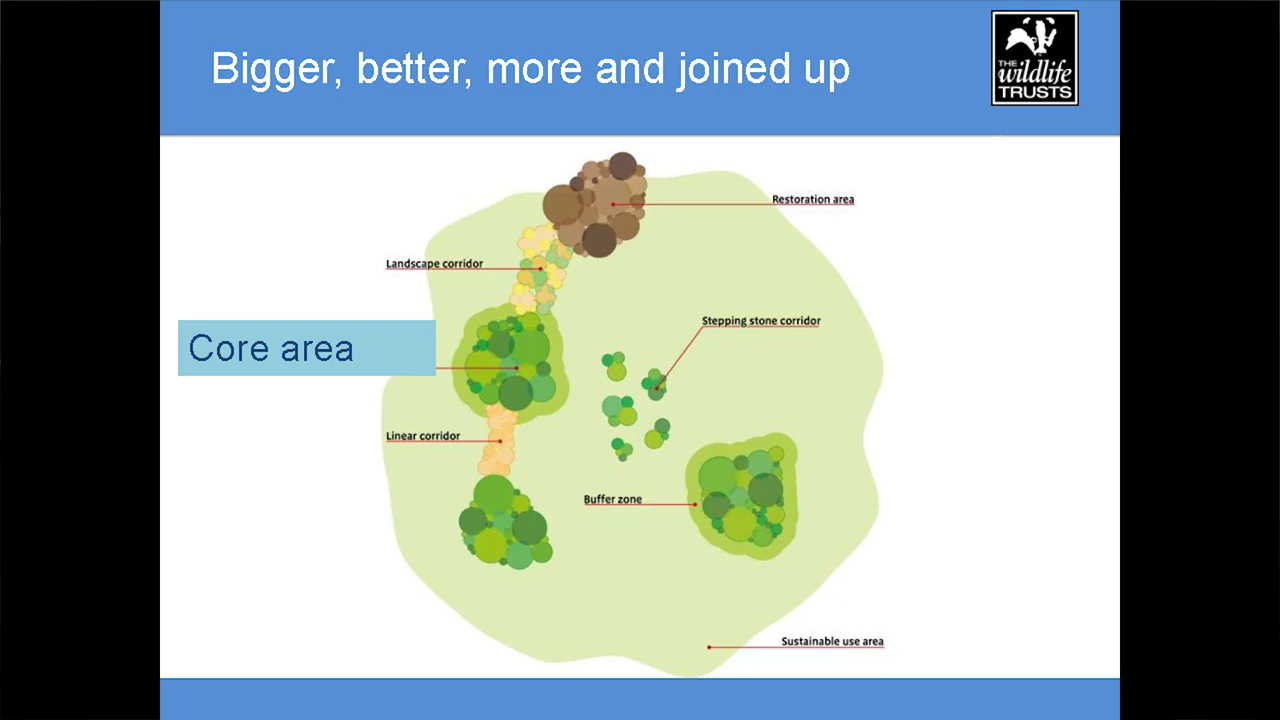 Bigger, better, more and joined up
THE
wildlife
TRUSTS
Restoration area
Landscape corridor
Stepping stone corridor
Core area
Linear corridor
Buffer zone
Sustainable use area